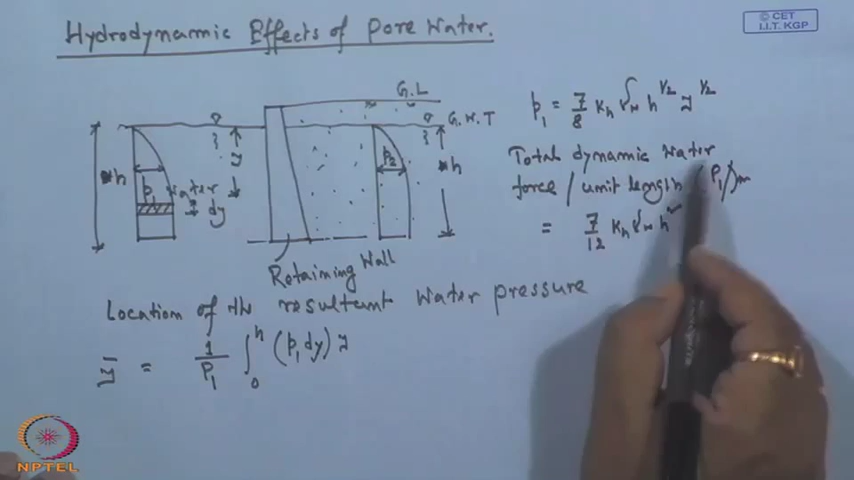 Hydrodynamic Effects of Pore Water.
© CET
I.I.T. KGP
G.L
G.W.T
y
h
p₁
water
dy
p₂
h
Retaining Wall
p₁ = 7/8 kₕ γw h^1/2 y^1/2
Total dynamic water
force / unit length P₁
= 7/12 kₕ γw h²
Location of the resultant water pressure
ȳ = 1/P₁ ∫₀ʰ (p₁ dy) y
NPTEL